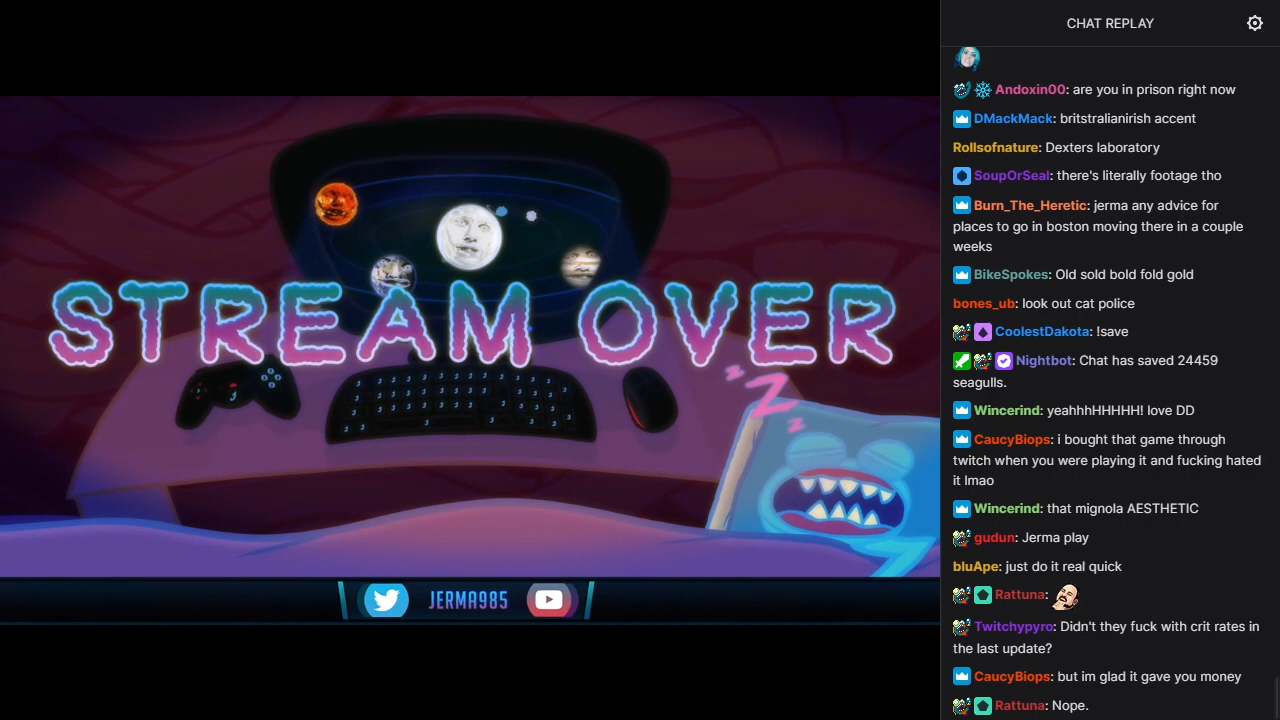 STREAM OVER
z
Z
z
JERMA985
CHAT REPLAY
Andoxin00: are you in prison right now
DMackMack: britstralianirish accent
Rollsofnature: Dexters laboratory
SoupOrSeal: there's literally footage tho
Burn_The_Heretic: jerma any advice for
places to go in boston moving there in a couple
weeks
BikeSpokes: Old sold bold fold gold
bones_ub: look out cat police
CoolestDakota: !save
Nightbot: Chat has saved 24459
seagulls.
Wincerind: yeahhhHHHHH! love DD
CaucyBiops: i bought that game through
twitch when you were playing it and fucking hated
it lmao
Wincerind: that mignola AESTHETIC
gudun: Jerma play
bluApe: just do it real quick
Rattuna:
Twitchypyro: Didn't they fuck with crit rates in
the last update?
CaucyBiops: but im glad it gave you money
Rattuna: Nope.